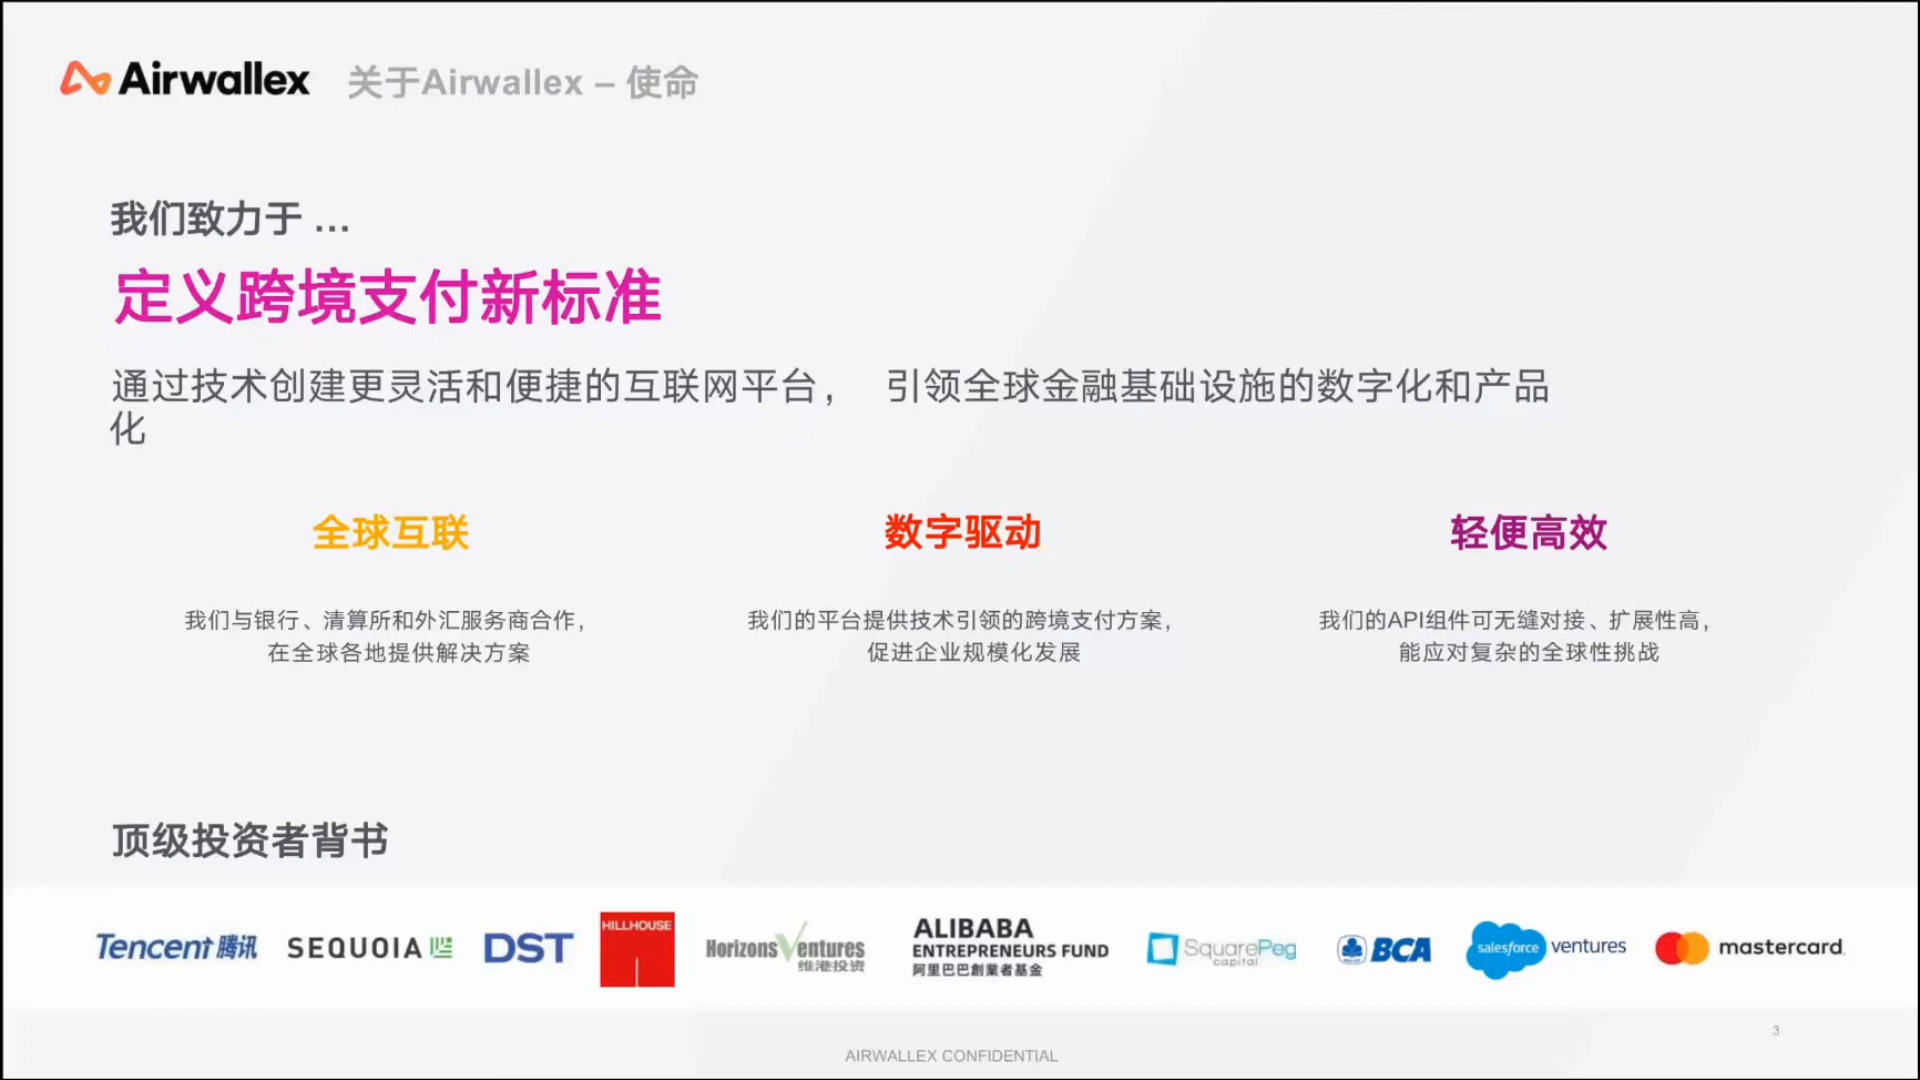 Airwallex 关于Airwallex – 使命
我们致力于 ...
定义跨境支付新标准
通过技术创建更灵活和便捷的互联网平台， 引领全球金融基础设施的数字化和产品
化
全球互联
我们与银行、清算所和外汇服务商合作，
在全球各地提供解决方案
数字驱动
我们的平台提供技术引领的跨境支付方案，
促进企业规模化发展
轻便高效
我们的API组件可无缝对接、扩展性高，
能应对复杂的全球性挑战
顶级投资者背书
Tencent 腾讯
SEQUOIA
DST
HILLHOUSE
Horizons Ventures
维港投资
ALIBABA
ENTREPRENEURS FUND
阿里巴巴創業者基金
SquarePeg
capital
BCA
salesforce ventures
mastercard
3
AIRWALLEX CONFIDENTIAL